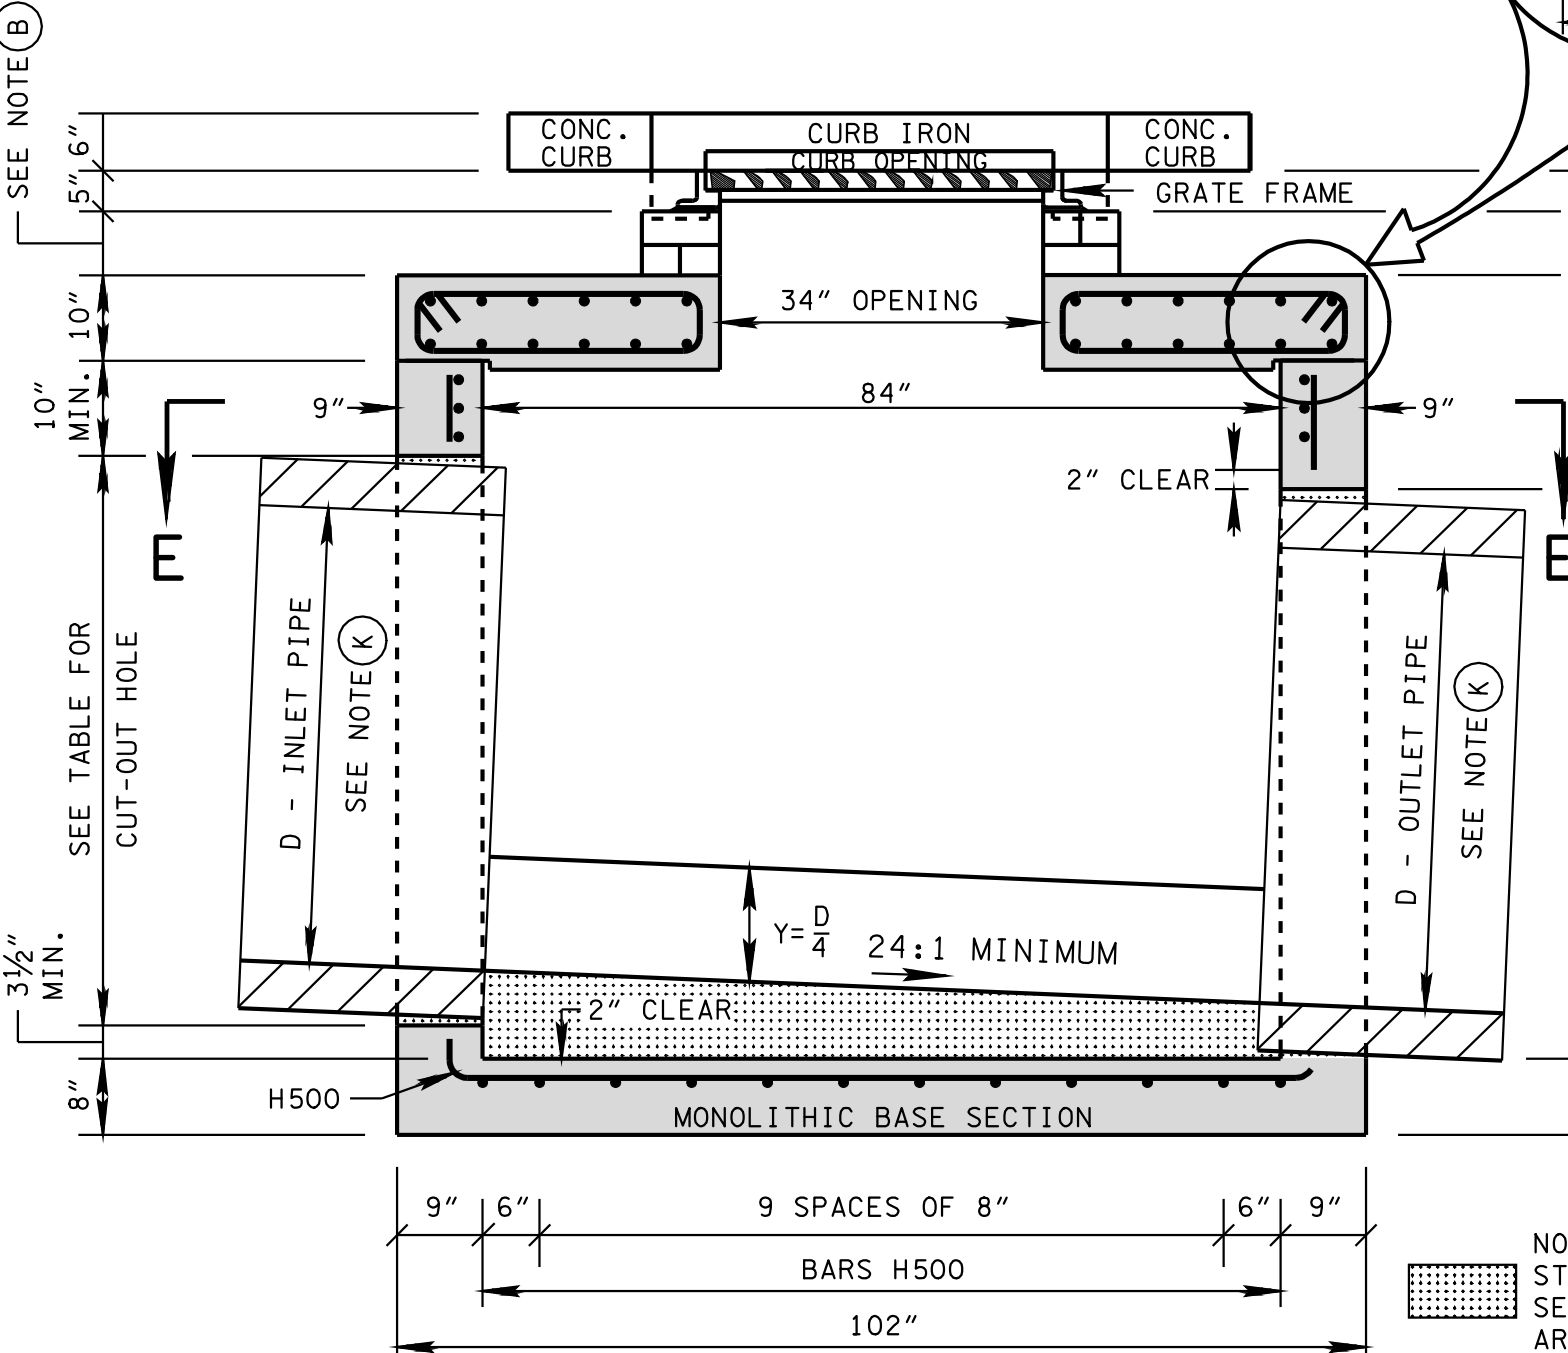 SEE NOTE B
6"
5"
CONC.
CURB
CURB IRON
CURB OPENING
CONC.
CURB
GRATE FRAME
10"
34" OPENING
10"
MIN.
9"
84"
9"
2" CLEAR
E
E
SEE TABLE FOR
CUT-OUT HOLE
D - INLET PIPE
SEE NOTE K
D - OUTLET PIPE
SEE NOTE K
Y= D/4
24:1 MINIMUM
3½"
MIN.
2" CLEAR
8"
H500
MONOLITHIC BASE SECTION
9"
6"
9 SPACES OF 8"
6"
9"
BARS H500
102"
NO
ST
SE
AR